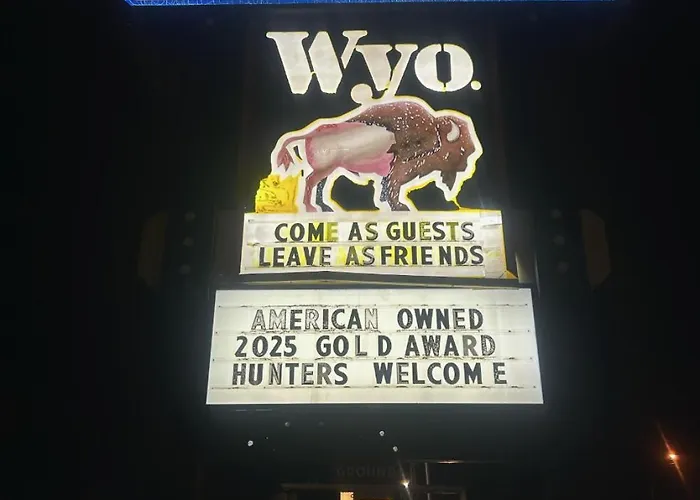 Wyo.
COME AS GUESTS
LEAVE AS FRIENDS
AMERICAN OWNED
2025 GOLD AWARD
HUNTERS WELCOME